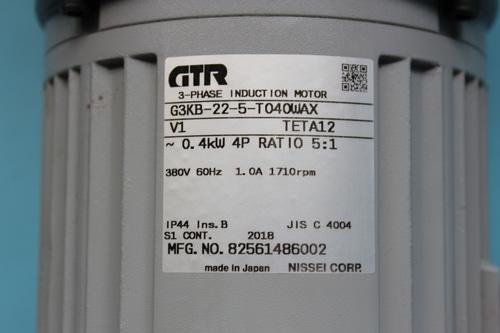 GTR
3-PHASE INDUCTION MOTOR
G3KB-22-5-T040WAX
V1 TETA12
~ 0.4kW 4P RATIO 5:1
380V 60Hz 1.0A 1710rpm
IP44 Ins.B JIS C 4004
S1 CONT. 2018
MFG.NO.82561486002
made in Japan NISSEI CORP.